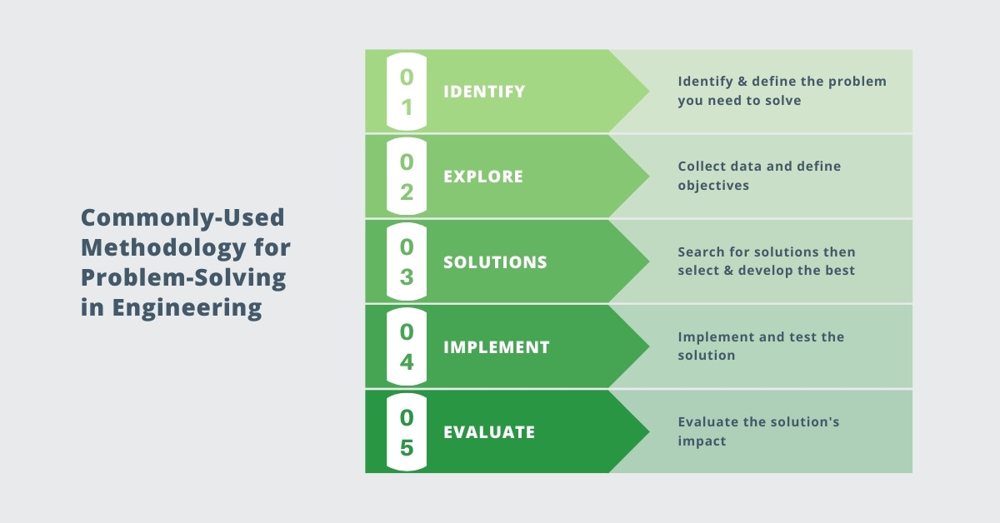 Commonly-Used
Methodology for
Problem-Solving
in Engineering
0
1
IDENTIFY
Identify & define the problem
you need to solve
0
2
EXPLORE
Collect data and define
objectives
0
3
SOLUTIONS
Search for solutions then
select & develop the best
0
4
IMPLEMENT
Implement and test the
solution
0
5
EVALUATE
Evaluate the solution's
impact